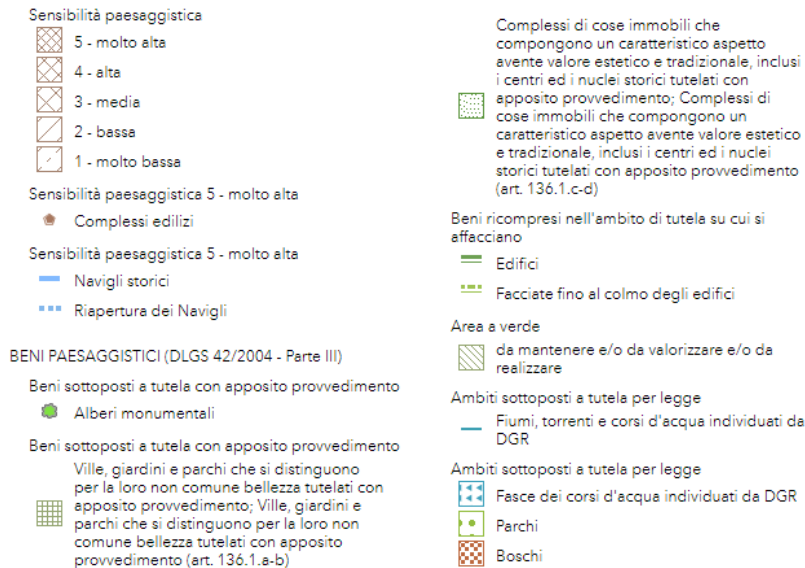 Sensibilità paesaggistica
5 - molto alta
4 - alta
3 - media
2 - bassa
1 - molto bassa
Sensibilità paesaggistica 5 - molto alta
Complessi edilizi
Sensibilità paesaggistica 5 - molto alta
Navigli storici
Riapertura dei Navigli
BENI PAESAGGISTICI (DLGS 42/2004 - Parte III)
Beni sottoposti a tutela con apposito provvedimento
Alberi monumentali
Beni sottoposti a tutela con apposito provvedimento
Ville, giardini e parchi che si distinguono
per la loro non comune bellezza tutelati con
apposito provvedimento; Ville, giardini e
parchi che si distinguono per la loro non
comune bellezza tutelati con apposito
provvedimento (art. 136.1.a-b)
Complessi di cose immobili che
compongono un caratteristico aspetto
avente valore estetico e tradizionale, inclusi
i centri ed i nuclei storici tutelati con
apposito provvedimento; Complessi di
cose immobili che compongono un
caratteristico aspetto avente valore estetico
e tradizionale, inclusi i centri ed i nuclei
storici tutelati con apposito provvedimento
(art. 136.1.c-d)
Beni ricompresi nell'ambito di tutela su cui si
affacciano
Edifici
Facciate fino al colmo degli edifici
Area a verde
da mantenere e/o da valorizzare e/o da
realizzare
Ambiti sottoposti a tutela per legge
Fiumi, torrenti e corsi d'acqua individuati da
DGR
Ambiti sottoposti a tutela per legge
Fasce dei corsi d'acqua individuati da DGR
Parchi
Boschi